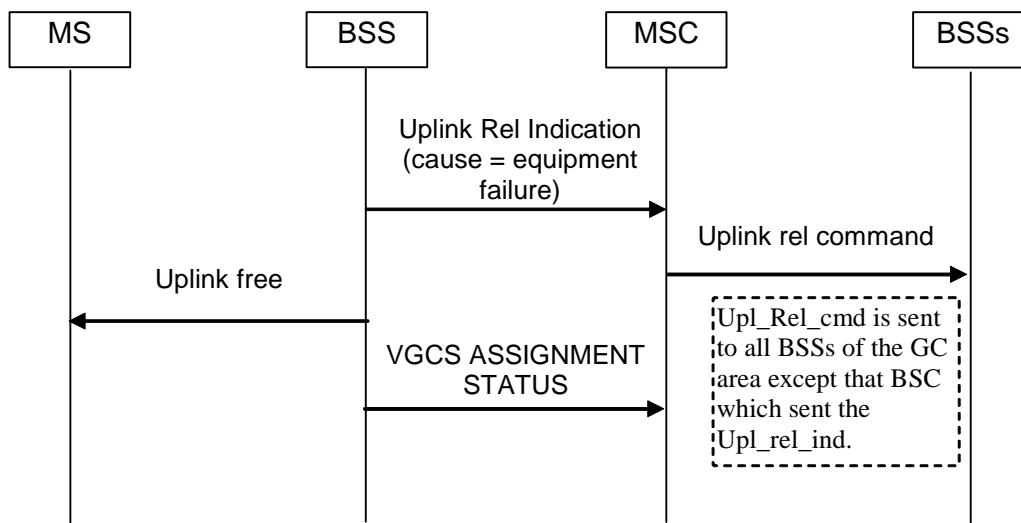 MS
BSS
MSC
BSSs
Uplink Rel Indication
(cause = equipment
failure)
Uplink rel command
Uplink free
Upl_Rel_cmd is sent
to all BSSs of the GC
area except that BSC
which sent the
Upl_rel_ind.
VGCS ASSIGNMENT
STATUS